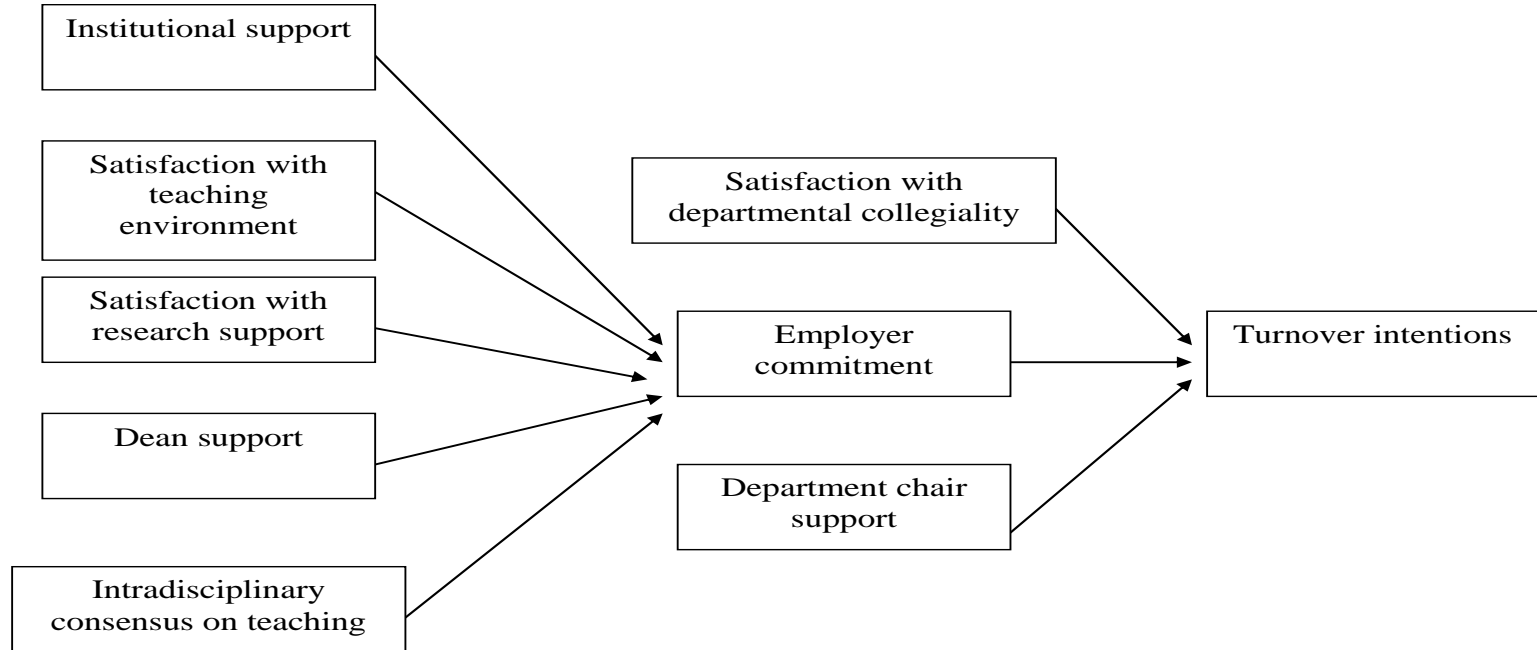 Institutional support
Satisfaction with
teaching
environment
Satisfaction with
research support
Dean support
Intradisciplinary
consensus on teaching
Satisfaction with
departmental collegiality
Employer
commitment
Department chair
support
Turnover intentions